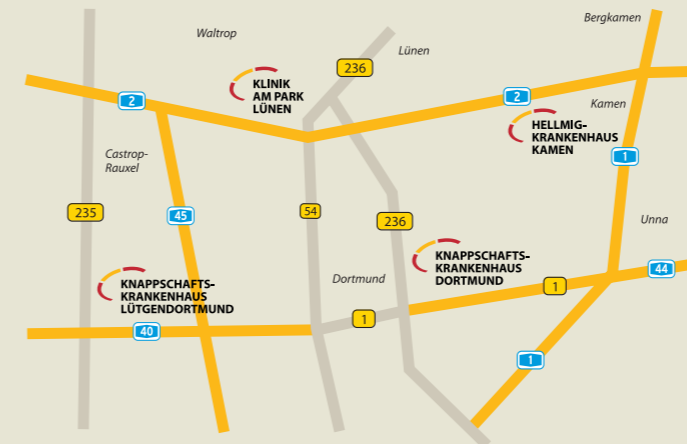 Bergkamen
Waltrop
Lünen
236
KLINIK
AM PARK
LÜNEN
2
2
Kamen
HELLMIG-
KRANKENHAUS
KAMEN
Castrop-
Rauxel
1
235
45
54
236
Unna
KNAPPSCHAFTS-
KRANKENHAUS
DORTMUND
44
Dortmund
KNAPPSCHAFTS-
KRANKENHAUS
LÜTGENDORTMUND
1
1
40
1